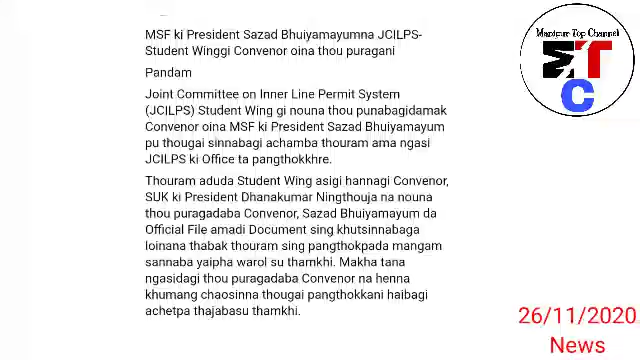 MSF ki President Sazad Bhuiyamayumna JCILPS-
Student Winggi Convenor oina thou puragani
Pandam
Joint Committee on Inner Line Permit System
(JCILPS) Student Wing gi nouna thou punabagidamak
Convenor oina MSF ki President Sazad Bhuiyamayum
pu thougai sinnabagi achamba thouram ama ngasi
JCILPS ki Office ta pangthokkhre.
Thouram aduda Student Wing asigi hannagi Convenor,
SUK ki President Dhanakumar Ningthouja na nouna
thou puragadaba Convenor, Sazad Bhuiyamayum da
Official File amadi Document sing khutsinnabaga
loinana thabak thouram sing pangthokpada mangam
sannaba yaipha warol su thamkhi. Makha tana
ngasidagi thou puragadaba Convenor na henna
khumang chaosinna thougai pangthokkani haibagi
achetpa thajabasu thamkhi.
Manipur Top Channel
MTC
26/11/2020
News